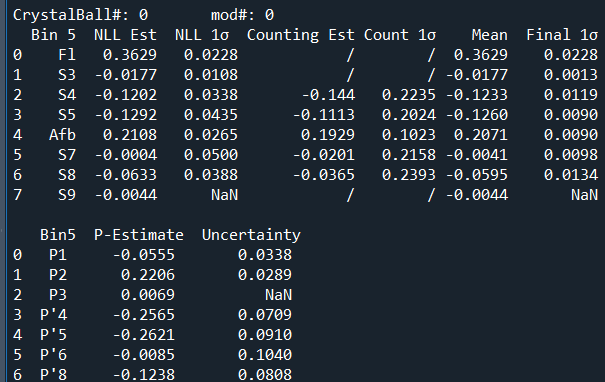 CrystalBall#: 0 mod#: 0
Bin 5 NLL Est NLL 1σ Counting Est Count 1σ Mean Final 1σ
0 Fl 0.3629 0.0228 / / 0.3629 0.0228
1 S3 -0.0177 0.0108 / / -0.0177 0.0013
2 S4 -0.1202 0.0338 -0.144 0.2235 -0.1233 0.0119
3 S5 -0.1292 0.0435 -0.1113 0.2024 -0.1260 0.0090
4 Afb 0.2108 0.0265 0.1929 0.1023 0.2071 0.0090
5 S7 -0.0004 0.0500 -0.0201 0.2158 -0.0041 0.0098
6 S8 -0.0633 0.0388 -0.0365 0.2393 -0.0595 0.0134
7 S9 -0.0044 NaN / / -0.0044 NaN
Bin5 P-Estimate Uncertainty
0 P1 -0.0555 0.0338
1 P2 0.2206 0.0289
2 P3 0.0069 NaN
3 P'4 -0.2565 0.0709
4 P'5 -0.2621 0.0910
5 P'6 -0.0085 0.1040
6 P'8 -0.1238 0.0808